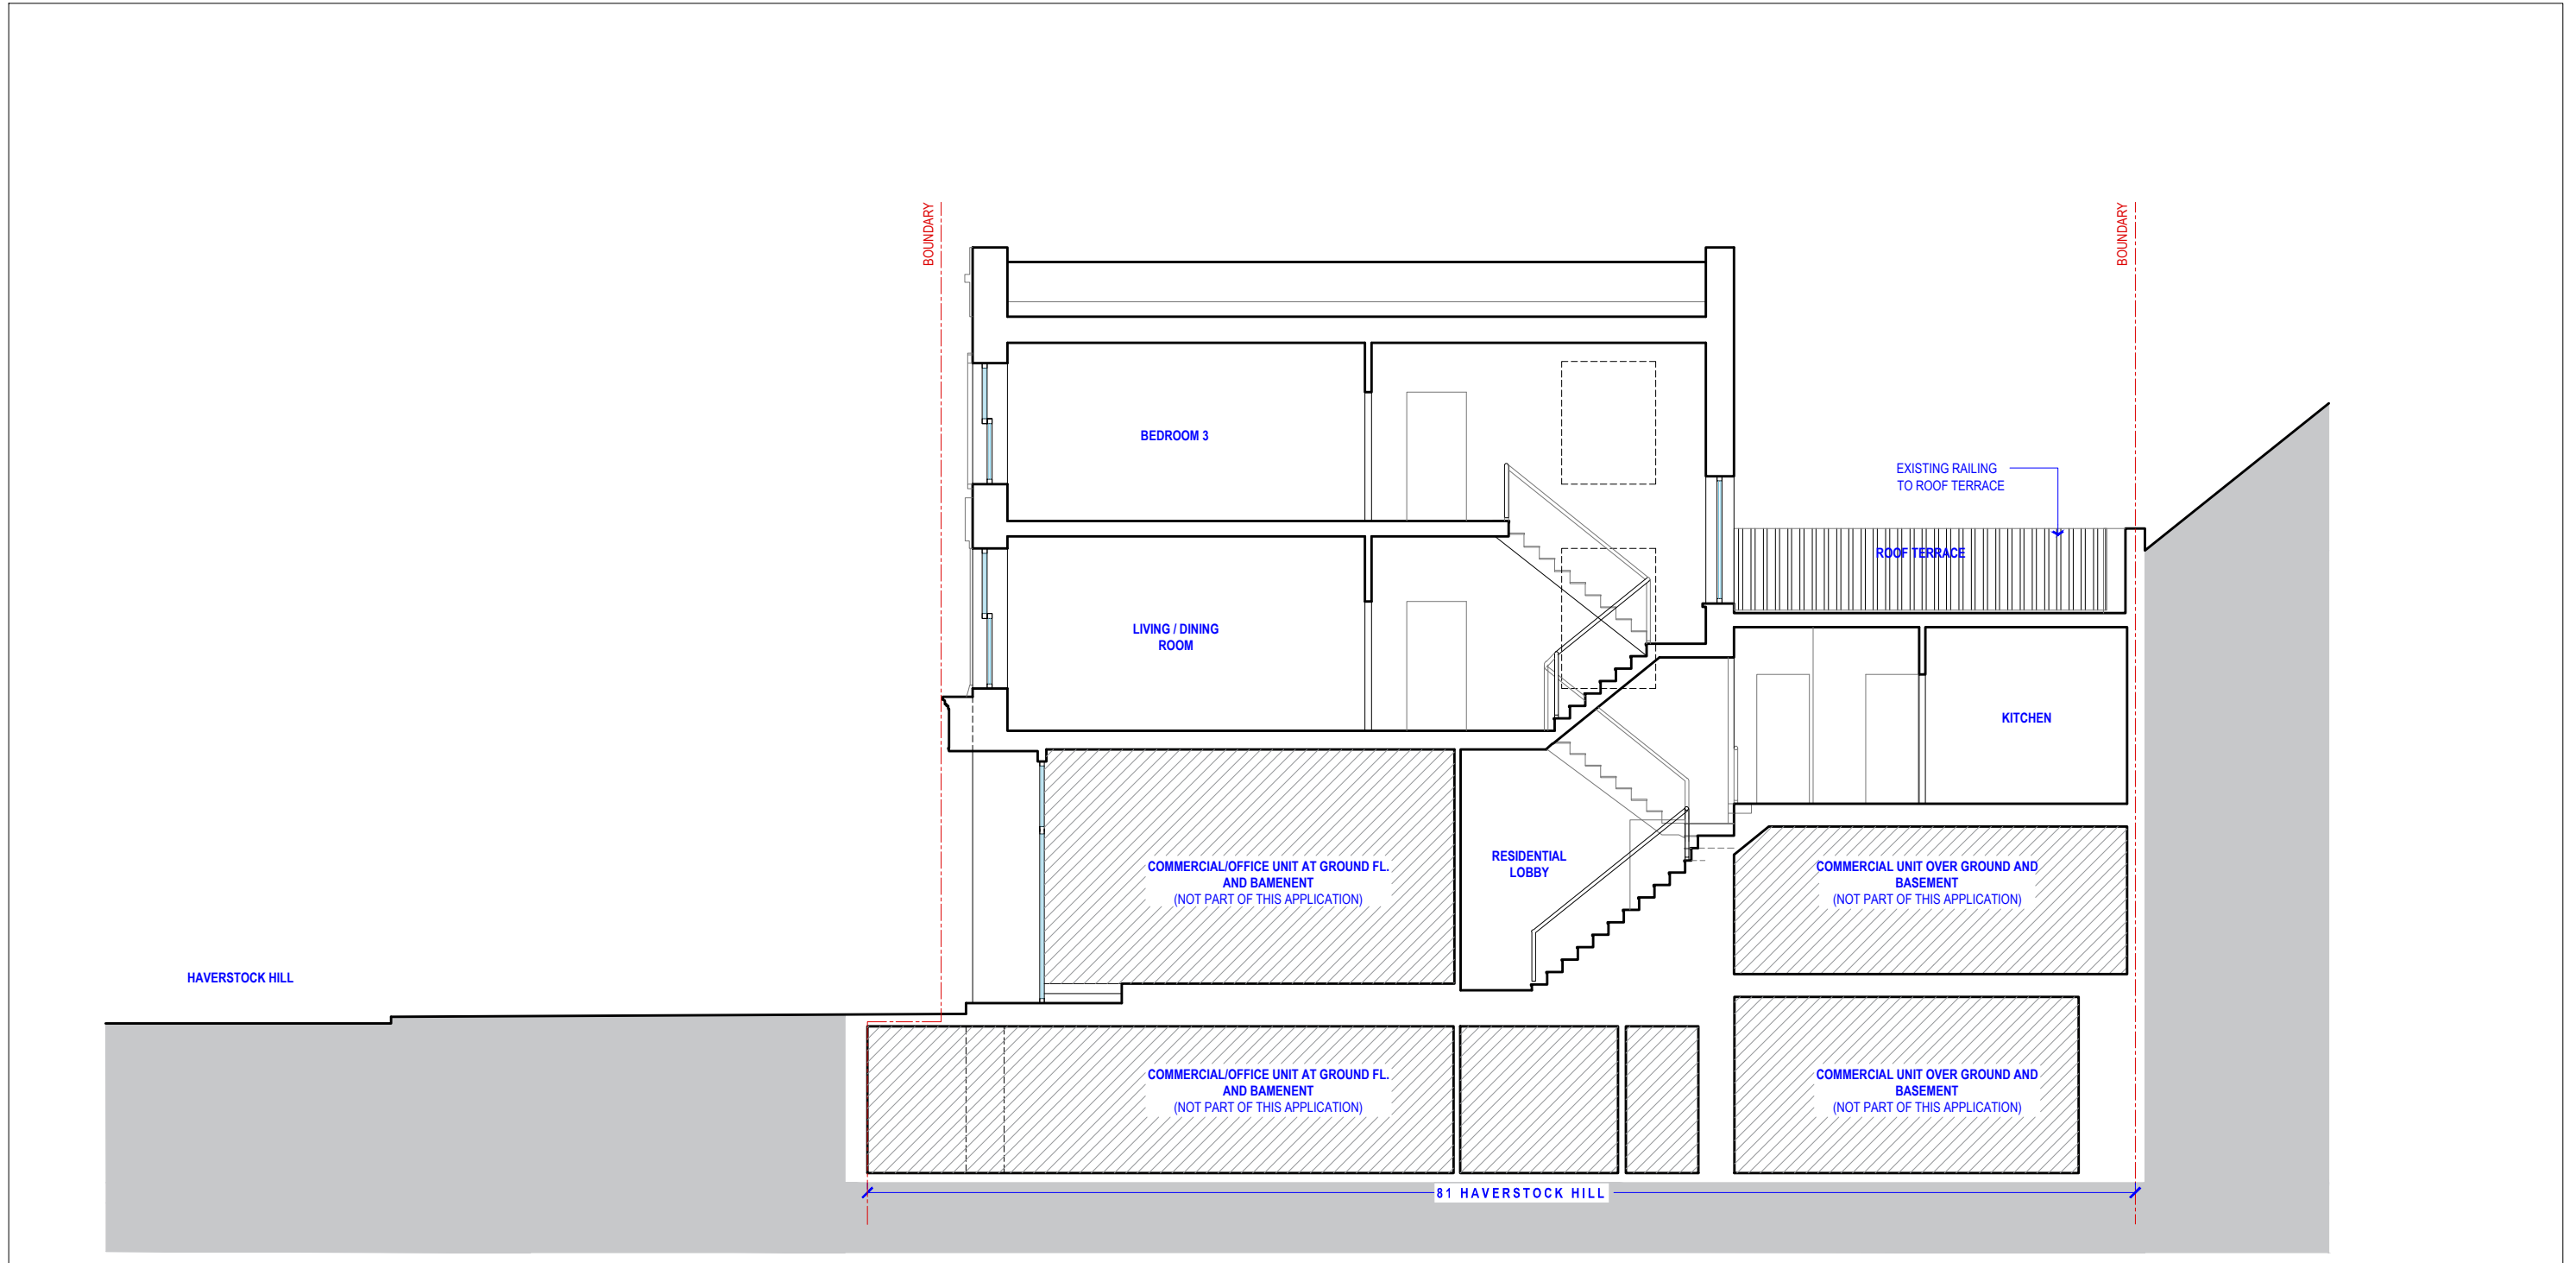 BOUNDARY
BOUNDARY
BEDROOM 3
EXISTING RAILING
TO ROOF TERRACE
ROOF TERRACE
LIVING / DINING
ROOM
KITCHEN
RESIDENTIAL
LOBBY
COMMERCIAL/OFFICE UNIT AT GROUND FL.
AND BAMENENT
(NOT PART OF THIS APPLICATION)
COMMERCIAL UNIT OVER GROUND AND
BASEMENT
(NOT PART OF THIS APPLICATION)
HAVERSTOCK HILL
COMMERCIAL/OFFICE UNIT AT GROUND FL.
AND BAMENENT
(NOT PART OF THIS APPLICATION)
COMMERCIAL UNIT OVER GROUND AND
BASEMENT
(NOT PART OF THIS APPLICATION)
81 HAVERSTOCK HILL